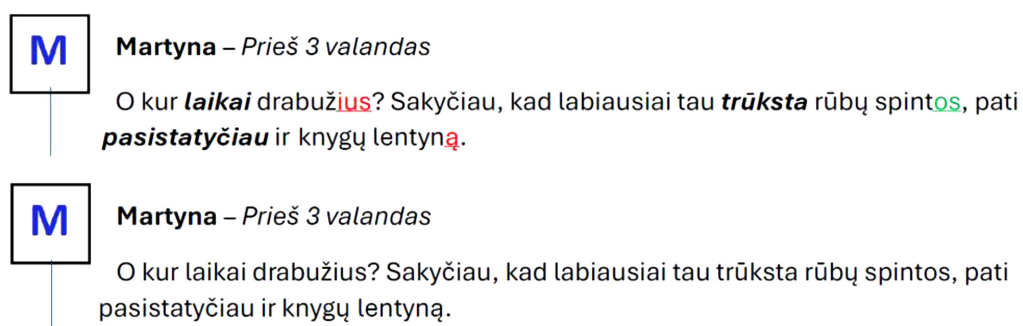 M
Martyna – Prieš 3 valandas
O kur laikai drabužius? Sakyčiau, kad labiausiai tau trūksta rūbų spintos, pati
pasistatyčiau ir knygų lentyną.
M
Martyna – Prieš 3 valandas
O kur laikai drabužius? Sakyčiau, kad labiausiai tau trūksta rūbų spintos, pati
pasistatyčiau ir knygų lentyną.